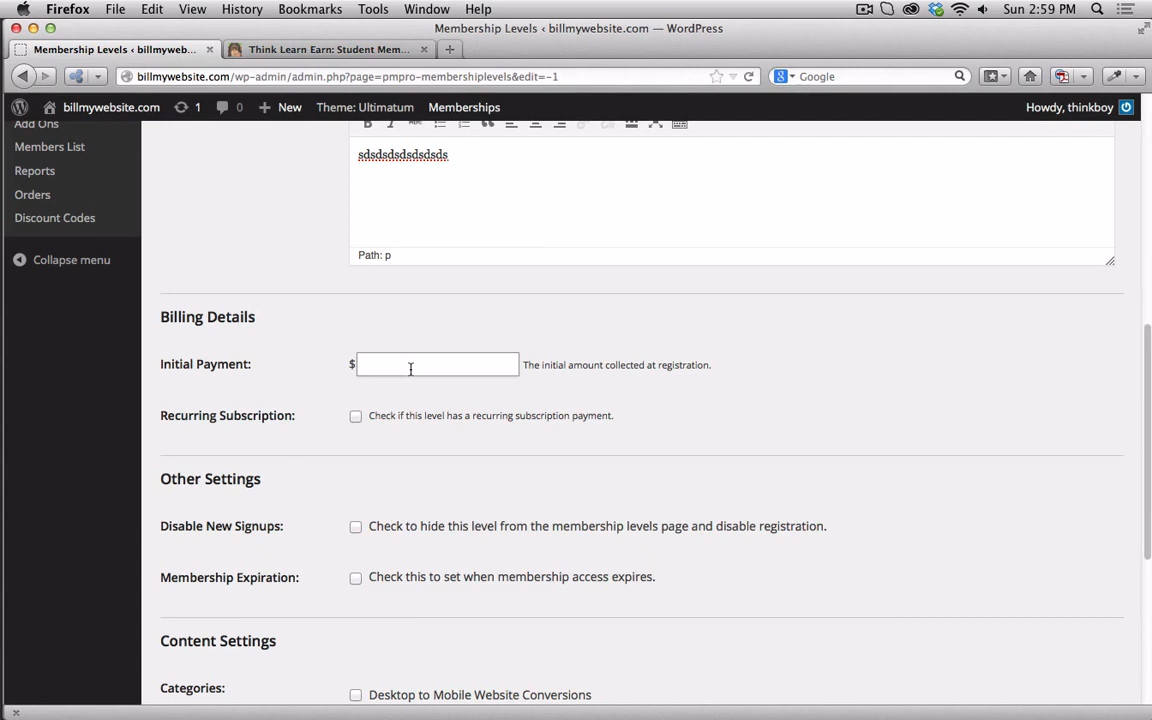 Firefox File Edit View History Bookmarks Tools Window Help Sun 2:59 PM
Membership Levels ‹ billmywebsite.com — WordPress
Membership Levels ‹ billmyweb... Think Learn Earn: Student Mem...
billmywebsite.com/wp-admin/admin.php?page=pmpro-membershiplevels&edit=-1 Google
billmywebsite.com 1 0 New Theme: Ultimatum Memberships Howdy, thinkboy
Add Ons
Members List
Reports
Orders
Discount Codes
Collapse menu
sdsdsdsdsdsdsds
Path: p
Billing Details
Initial Payment: $ The initial amount collected at registration.
Recurring Subscription: Check if this level has a recurring subscription payment.
Other Settings
Disable New Signups: Check to hide this level from the membership levels page and disable registration.
Membership Expiration: Check this to set when membership access expires.
Content Settings
Categories: Desktop to Mobile Website Conversions